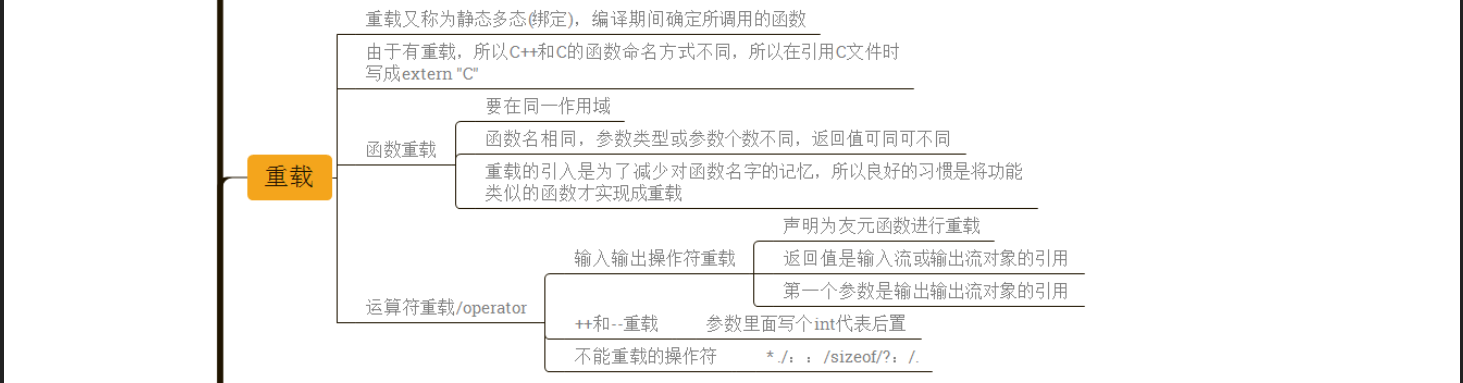 重载又称为静态多态(绑定)，编译期间确定所调用的函数
由于有重载，所以C++和C的函数命名方式不同，所以在引用C文件时
写成extern "C"
要在同一作用域
函数名相同，参数类型或参数个数不同，返回值可同可不同
函数重载
重载的引入是为了减少对函数名字的记忆，所以良好的习惯是将功能
类似的函数才实现成重载
重载
声明为友元函数进行重载
输入输出操作符重载
返回值是输入流或输出流对象的引用
第一个参数是输出输出流对象的引用
运算符重载/operator
++和--重载 参数里面写个int代表后置
不能重载的操作符 *./：：/sizeof/?：/.